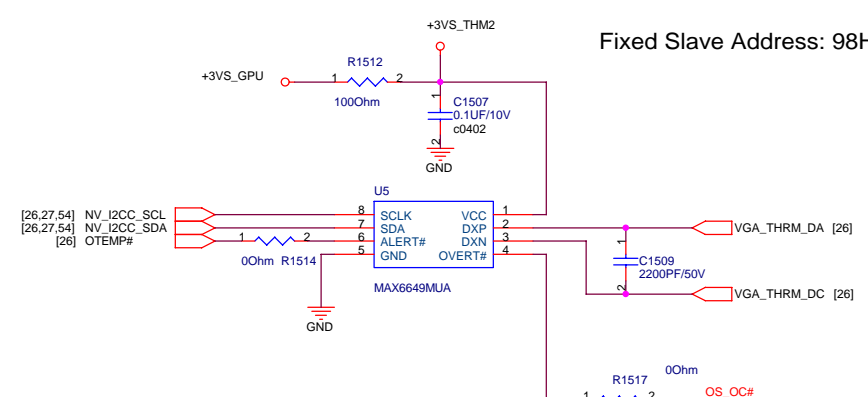 +3VS_THM2
Fixed Slave Address: 98H
R1512
+3VS_GPU
1 2
100Ohm
1
C1507
0.1UF/10V
c0402
2
GND
U5
[26,27,54] NV_I2CC_SCL 8 SCLK VCC 1
[26,27,54] NV_I2CC_SDA 7 SDA DXP 2 VGA_THRM_DA [26]
[26] OTEMP# 1 2 6 ALERT# DXN 3
0Ohm R1514 5 GND OVERT# 4
1
C1509
2200PF/50V
2
MAX6649MUA
VGA_THRM_DC [26]
GND
0Ohm
R1517
1 2
OS_OC#